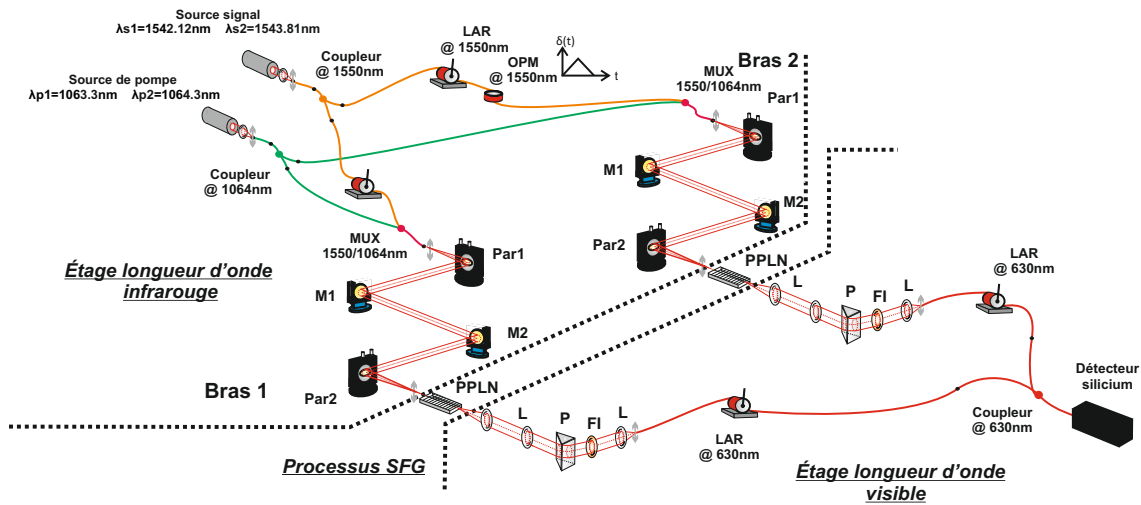 Source signal
λs1=1542.12nm λs2=1543.81nm
Source de pompe
λp1=1063.3nm λp2=1064.3nm
Coupleur
@ 1550nm
LAR
@ 1550nm
OPM
@ 1550nm
δ(t)
t
MUX
1550/1064nm
Bras 2
Par1
M1
M2
Par2
PPLN
L
P
FI
L
LAR
@ 630nm
Coupleur
@ 1064nm
MUX
1550/1064nm
Par1
Étage longueur d'onde
infrarouge
M1
M2
Bras 1
Par2
PPLN
L
P
FI
L
LAR
@ 630nm
Coupleur
@ 630nm
Détecteur
silicium
Processus SFG
Étage longueur d'onde
visible